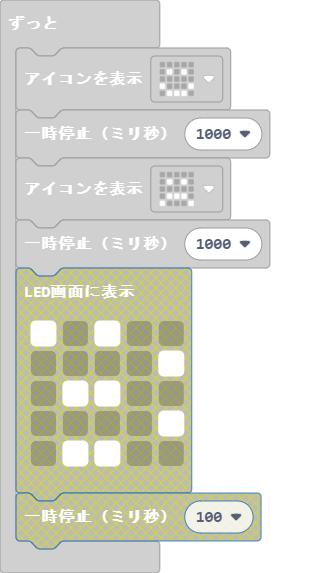 ずっと
アイコンを表示
一時停止（ミリ秒） 1000
アイコンを表示
一時停止（ミリ秒） 1000
LED画面に表示
一時停止（ミリ秒） 100